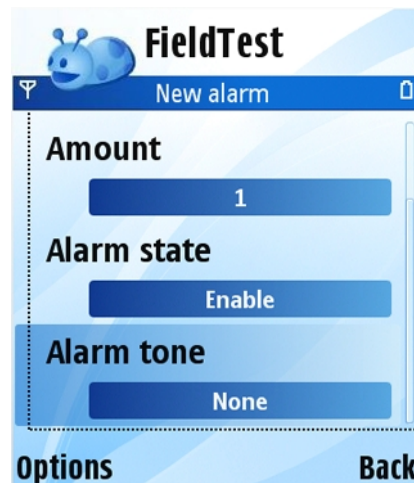 FieldTest
New alarm
Amount
1
Alarm state
Enable
Alarm tone
None
Options Back